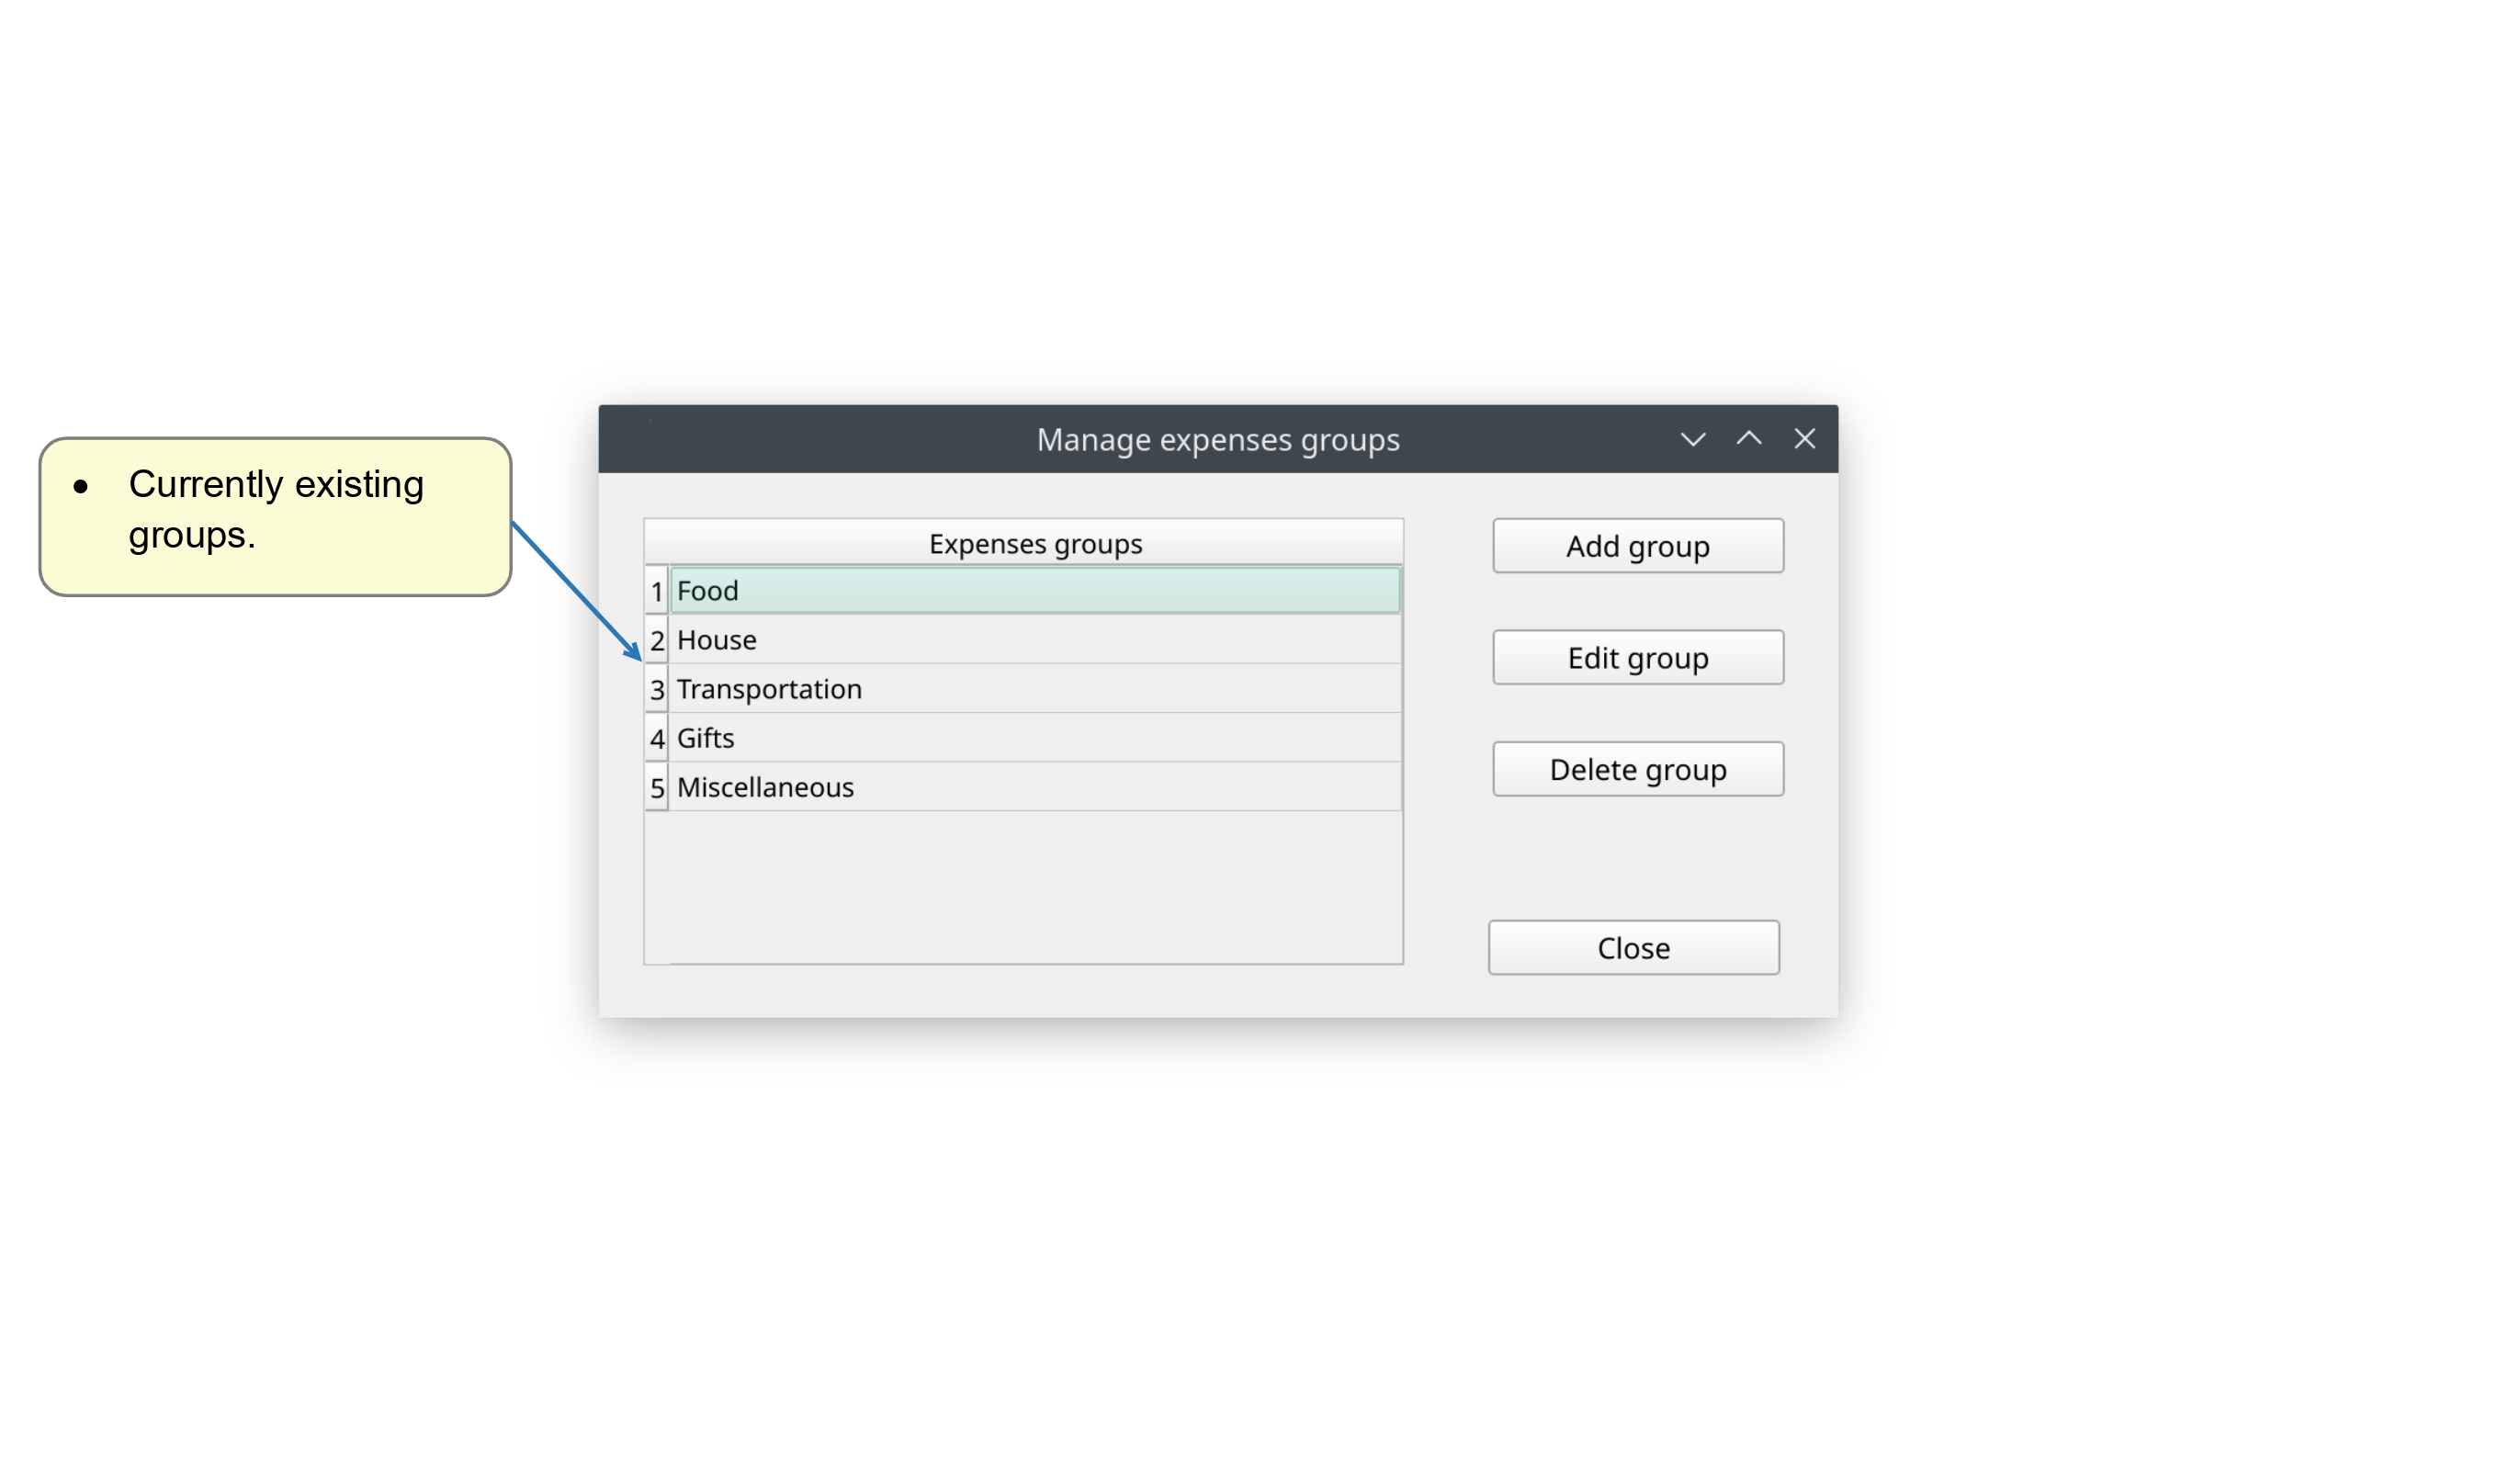 • Currently existing
groups.
Manage expenses groups
Expenses groups
1 Food
2 House
3 Transportation
4 Gifts
5 Miscellaneous
Add group
Edit group
Delete group
Close